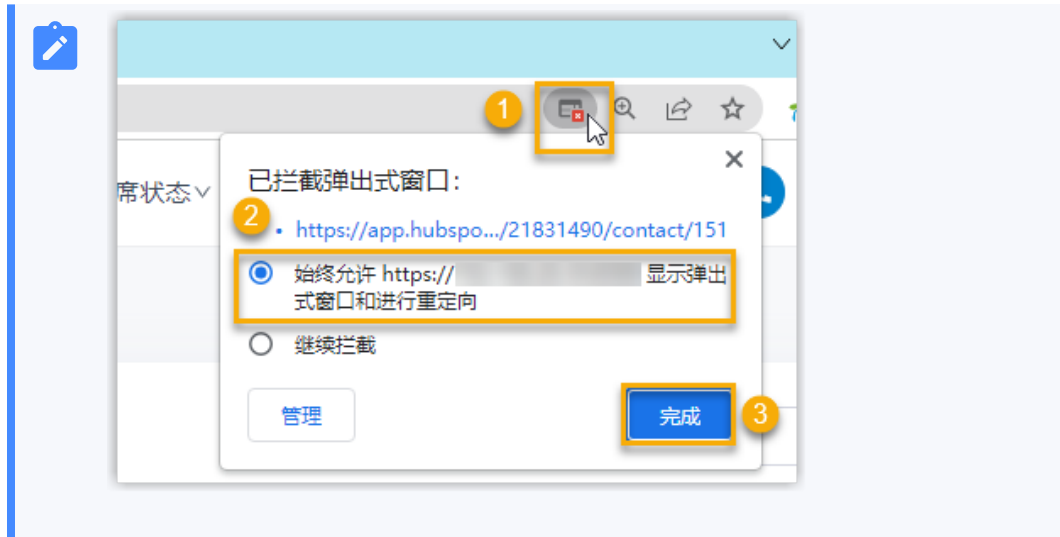 1
席状态
已拦截弹出式窗口：
2
• https://app.hubspo.../21831490/contact/151
始终允许 https:// 显示弹出
式窗口和进行重定向
继续拦截
管理
完成
3